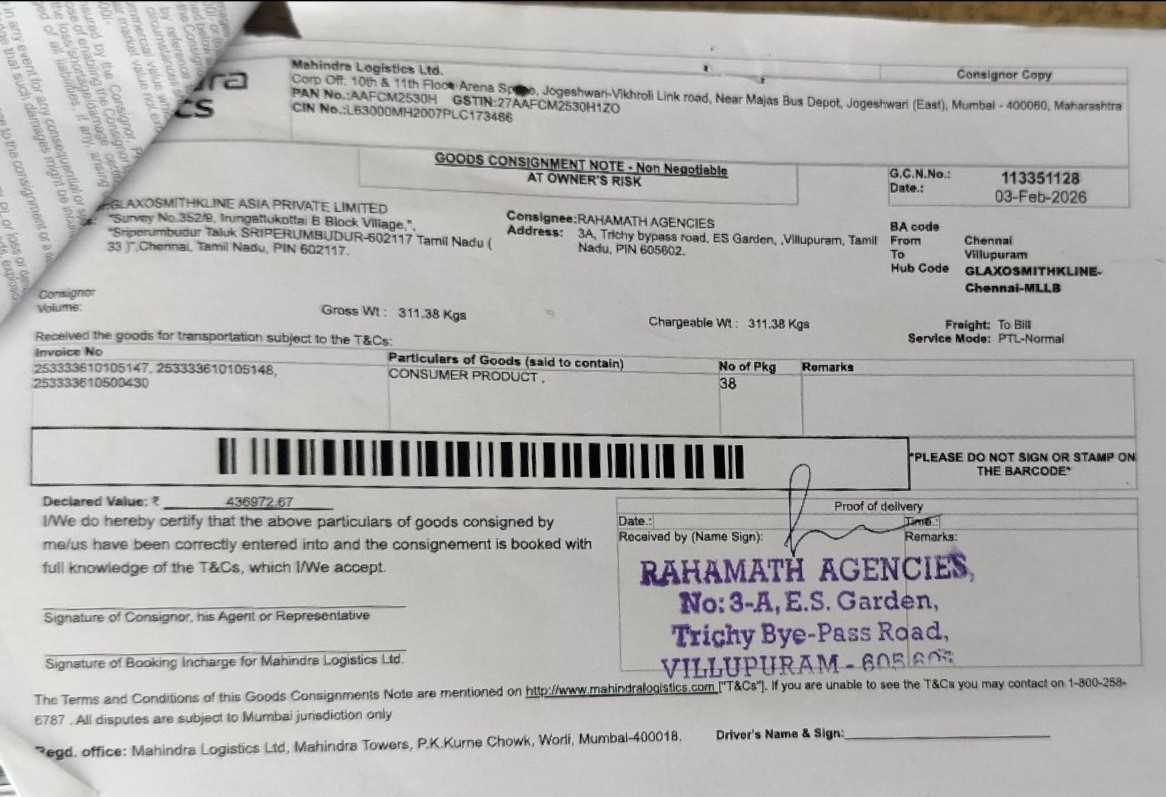 Mahindra Logistics Ltd.
Corp Off: 10th & 11th Floor Arena Jogeshwari-Vikhroli Link road, Near Majas Bus Depot, Jogeshwari (East), Mumbai - 400060, Maharashtra
PAN No.:AAFCM2530H GSTIN:27AAFCM2530H1ZO
CIN No.:L63000MH2007PLC173466
Consignor Copy
GOODS CONSIGNMENT NOTE - Non Negotiable
AT OWNER'S RISK
G.C.N.No.: 113351128
Date.: 03-Feb-2026
GLAXOSMITHKLINE ASIA PRIVATE LIMITED
"Survey No.352/9, Irungattukottai B Block Village,",
"Sriperumbudur Taluk SRIPERUMBUDUR-602117 Tamil Nadu (
33 )",Chennai, Tamil Nadu, PIN 602117.
Consignee:RAHAMATH AGENCIES
Address: 3A, Trichy bypass road, ES Garden, ,Villupuram, Tamil
Nadu, PIN 605602.
BA code
From Chennai
To Villupuram
Hub Code GLAXOSMITHKLINE-
Chennai-MLLB
Consignor
Volume:
Gross Wt : 311.38 Kgs
Chargeable Wt : 311.38 Kgs
Freight: To Bill
Service Mode: PTL-Normal
Received the goods for transportation subject to the T&Cs:
Invoice No
253333610105147, 253333610105148,
253333610500430
Particulars of Goods (said to contain)
CONSUMER PRODUCT ,
No of Pkg
38
Remarks
*PLEASE DO NOT SIGN OR STAMP ON
THE BARCODE*
Declared Value: ₹ 436972.67
I/We do hereby certify that the above particulars of goods consigned by
me/us have been correctly entered into and the consignement is booked with
full knowledge of the T&Cs, which I/We accept.
Signature of Consignor, his Agent or Representative
Signature of Booking Incharge for Mahindra Logistics Ltd.
Proof of delivery
Date.: Time.:
Received by (Name Sign): Remarks:
RAHAMATH AGENCIES,
No: 3-A, E.S. Garden,
Trichy Bye-Pass Road,
VILLUPURAM -
The Terms and Conditions of this Goods Consignments Note are mentioned on http://www.mahindralogistics.com ["T&Cs"]. If you are unable to see the T&Cs you may contact on 1-800-258-
6787 . All disputes are subject to Mumbai jurisdiction only
Regd. office: Mahindra Logistics Ltd, Mahindra Towers, P.K.Kurne Chowk, Worli, Mumbai-400018.
Driver's Name & Sign: